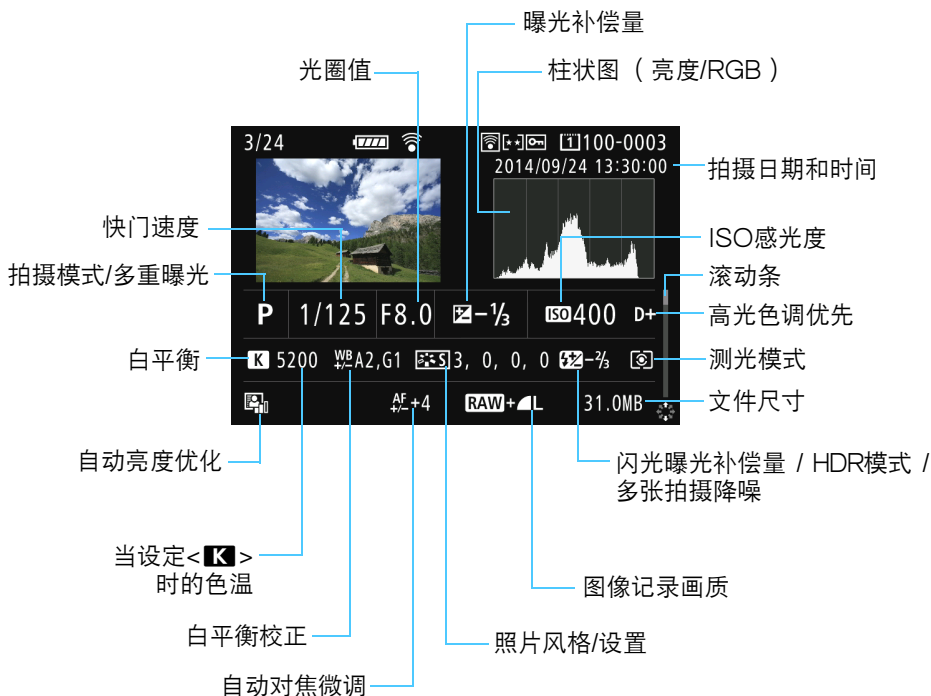 曝光补偿量
光圈值
柱状图（亮度/RGB）
3/24
1 100-0003
2014/09/24 13:30:00
拍摄日期和时间
快门速度
ISO感光度
拍摄模式/多重曝光
滚动条
P 1/125 F8.0 -1/3 ISO 400 D+
高光色调优先
白平衡
K 5200 WB+/- A2,G1 S 3, 0, 0, 0 -2/3
测光模式
AF+/- +4 RAW+L 31.0MB
文件尺寸
自动亮度优化
闪光曝光补偿量 / HDR模式 /
多张拍摄降噪
当设定<K>
时的色温
图像记录画质
白平衡校正
照片风格/设置
自动对焦微调